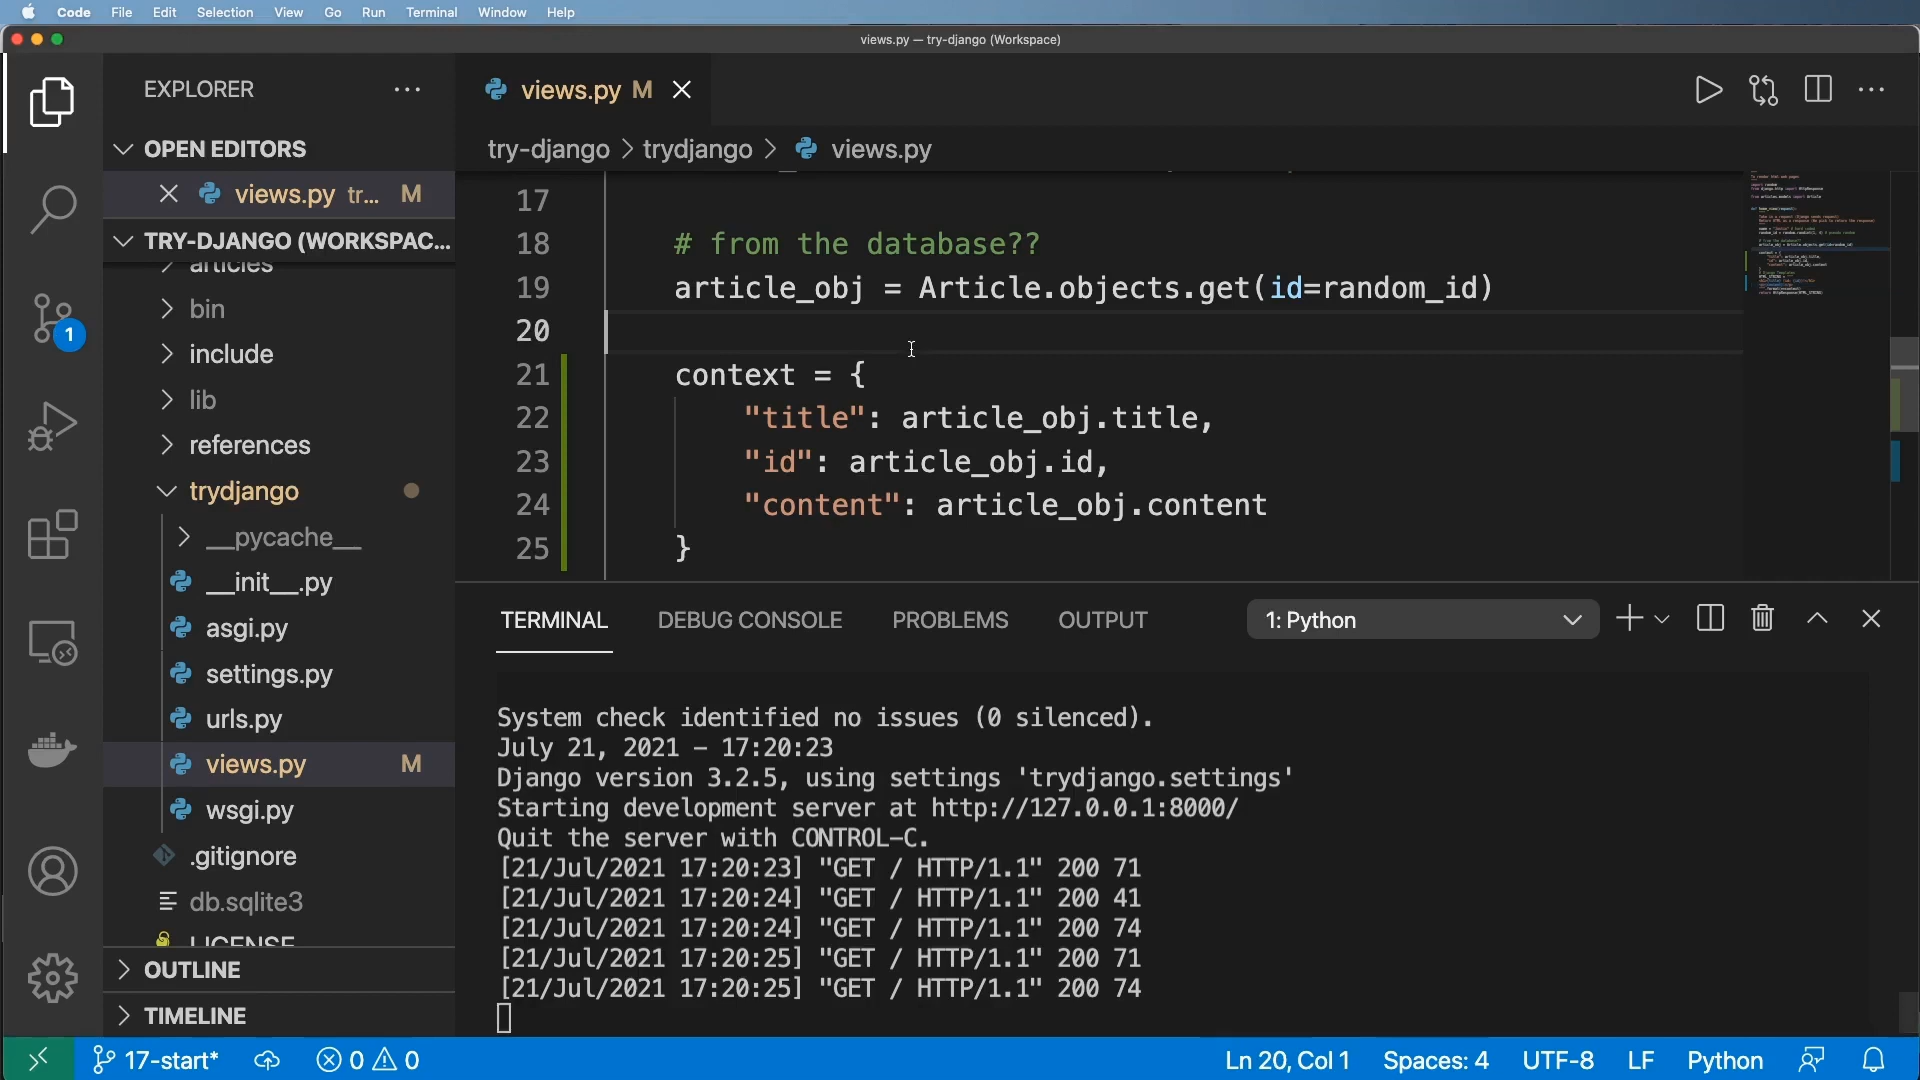 Code File Edit Selection View Go Run Terminal Window Help
views.py — try-django (Workspace)
EXPLORER
OPEN EDITORS
views.py tr... M
TRY-DJANGO (WORKSPAC...
articles
bin
include
lib
references
trydjango
__pycache__
__init__.py
asgi.py
settings.py
urls.py
views.py M
wsgi.py
.gitignore
db.sqlite3
LICENSE
OUTLINE
TIMELINE
1
views.py M
try-django > trydjango > views.py
17
18 # from the database??
19 article_obj = Article.objects.get(id=random_id)
20
21 context = {
22 "title": article_obj.title,
23 "id": article_obj.id,
24 "content": article_obj.content
25 }
TERMINAL DEBUG CONSOLE PROBLEMS OUTPUT 1: Python
System check identified no issues (0 silenced).
July 21, 2021 – 17:20:23
Django version 3.2.5, using settings 'trydjango.settings'
Starting development server at http://127.0.0.1:8000/
Quit the server with CONTROL–C.
[21/Jul/2021 17:20:23] "GET / HTTP/1.1" 200 71
[21/Jul/2021 17:20:24] "GET / HTTP/1.1" 200 41
[21/Jul/2021 17:20:24] "GET / HTTP/1.1" 200 74
[21/Jul/2021 17:20:25] "GET / HTTP/1.1" 200 71
[21/Jul/2021 17:20:25] "GET / HTTP/1.1" 200 74
17-start* 0 0 Ln 20, Col 1 Spaces: 4 UTF-8 LF Python